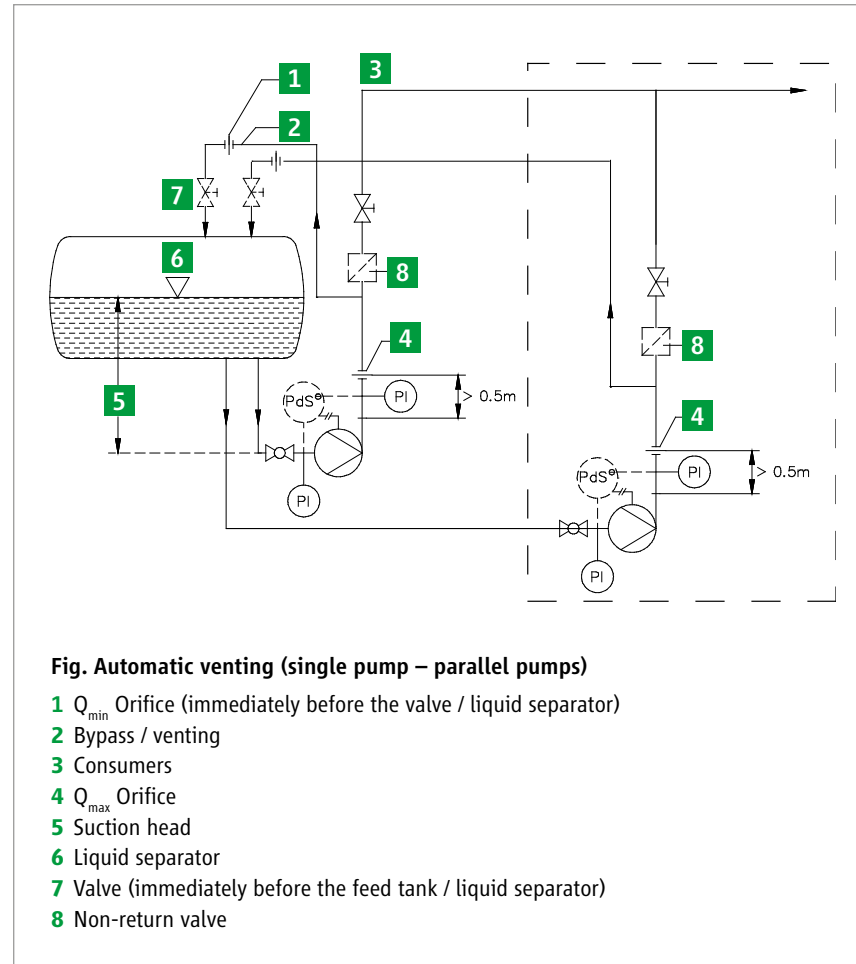 1
3
2
7
6
8
4
5
PdS
PI
> 0.5m
PI
8
4
PdS
PI
> 0.5m
PI
Fig. Automatic venting (single pump – parallel pumps)
1 Qmin Orifice (immediately before the valve / liquid separator)
2 Bypass / venting
3 Consumers
4 Qmax Orifice
5 Suction head
6 Liquid separator
7 Valve (immediately before the feed tank / liquid separator)
8 Non-return valve